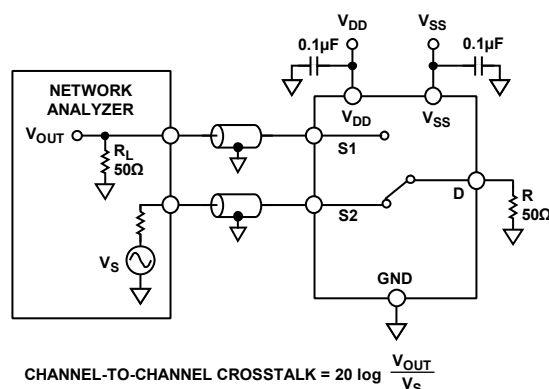 VDD
VSS
0.1µF
0.1µF
NETWORK
ANALYZER
VOUT
RL
50Ω
VS
VDD
VSS
S1
S2
D
R
50Ω
GND
CHANNEL-TO-CHANNEL CROSSTALK = 20 log VOUT
VS